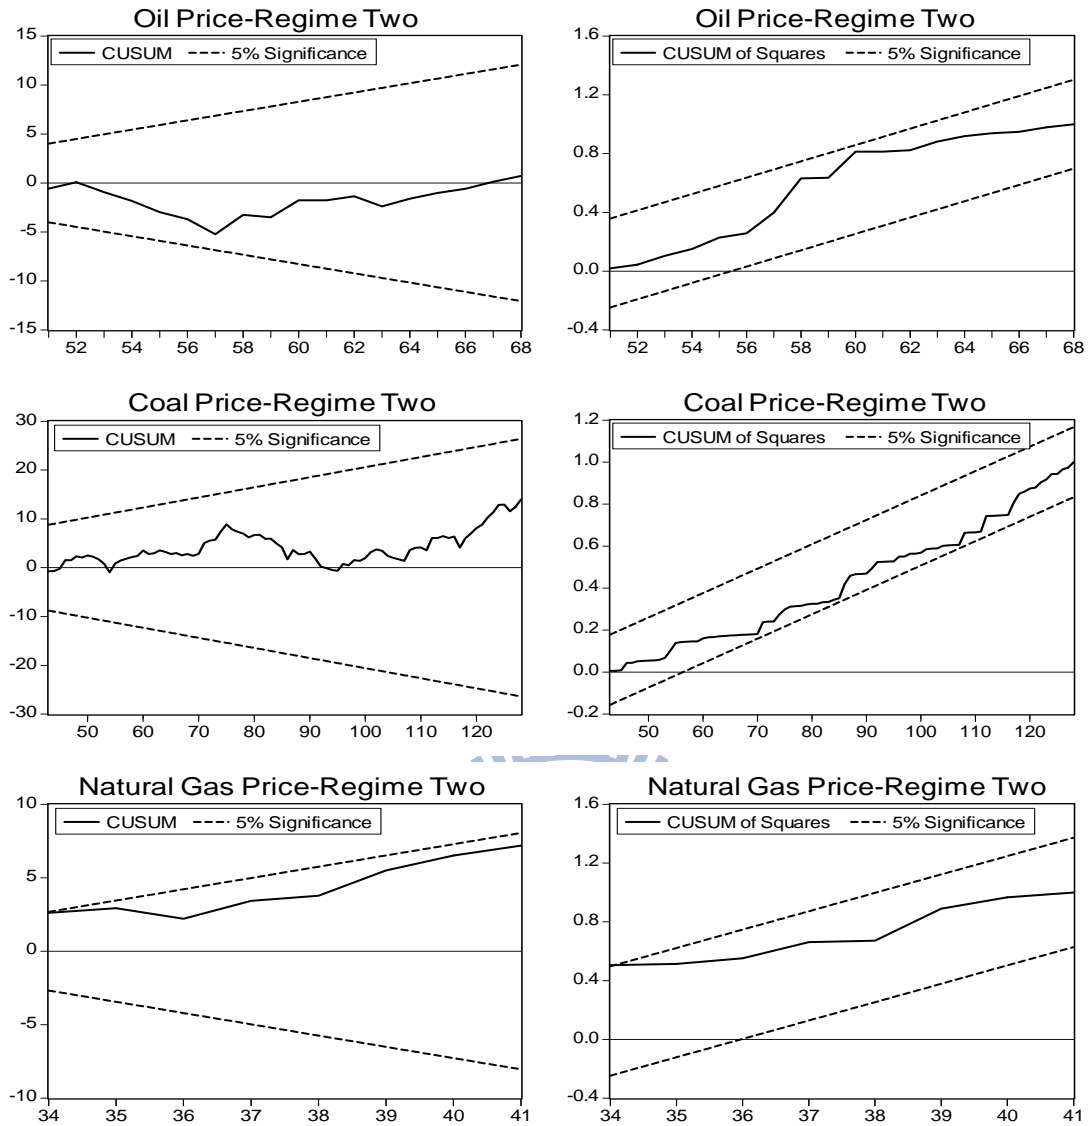 Oil Price-Regime Two
CUSUM
5% Significance
15
10
5
0
-5
-10
-15
52 54 56 58 60 62 64 66 68
Oil Price-Regime Two
CUSUM of Squares
5% Significance
1.6
1.2
0.8
0.4
0.0
-0.4
52 54 56 58 60 62 64 66 68
Coal Price-Regime Two
CUSUM
5% Significance
30
20
10
0
-10
-20
-30
50 60 70 80 90 100 110 120
Coal Price-Regime Two
CUSUM of Squares
5% Significance
1.2
1.0
0.8
0.6
0.4
0.2
0.0
-0.2
50 60 70 80 90 100 110 120
Natural Gas Price-Regime Two
CUSUM
5% Significance
10
5
0
-5
-10
34 35 36 37 38 39 40 41
Natural Gas Price-Regime Two
CUSUM of Squares
5% Significance
1.6
1.2
0.8
0.4
0.0
-0.4
34 35 36 37 38 39 40 41